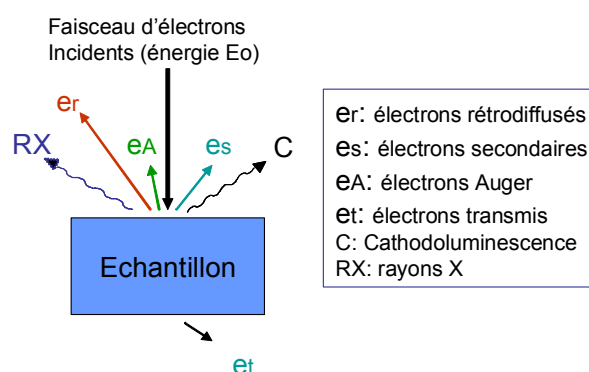 Faisceau d'électrons
Incidents (énergie Eo)
er
RX
eA
es
C
Echantillon
et
er: électrons rétrodiffusés
es: électrons secondaires
eA: électrons Auger
et: électrons transmis
C: Cathodoluminescence
RX: rayons X